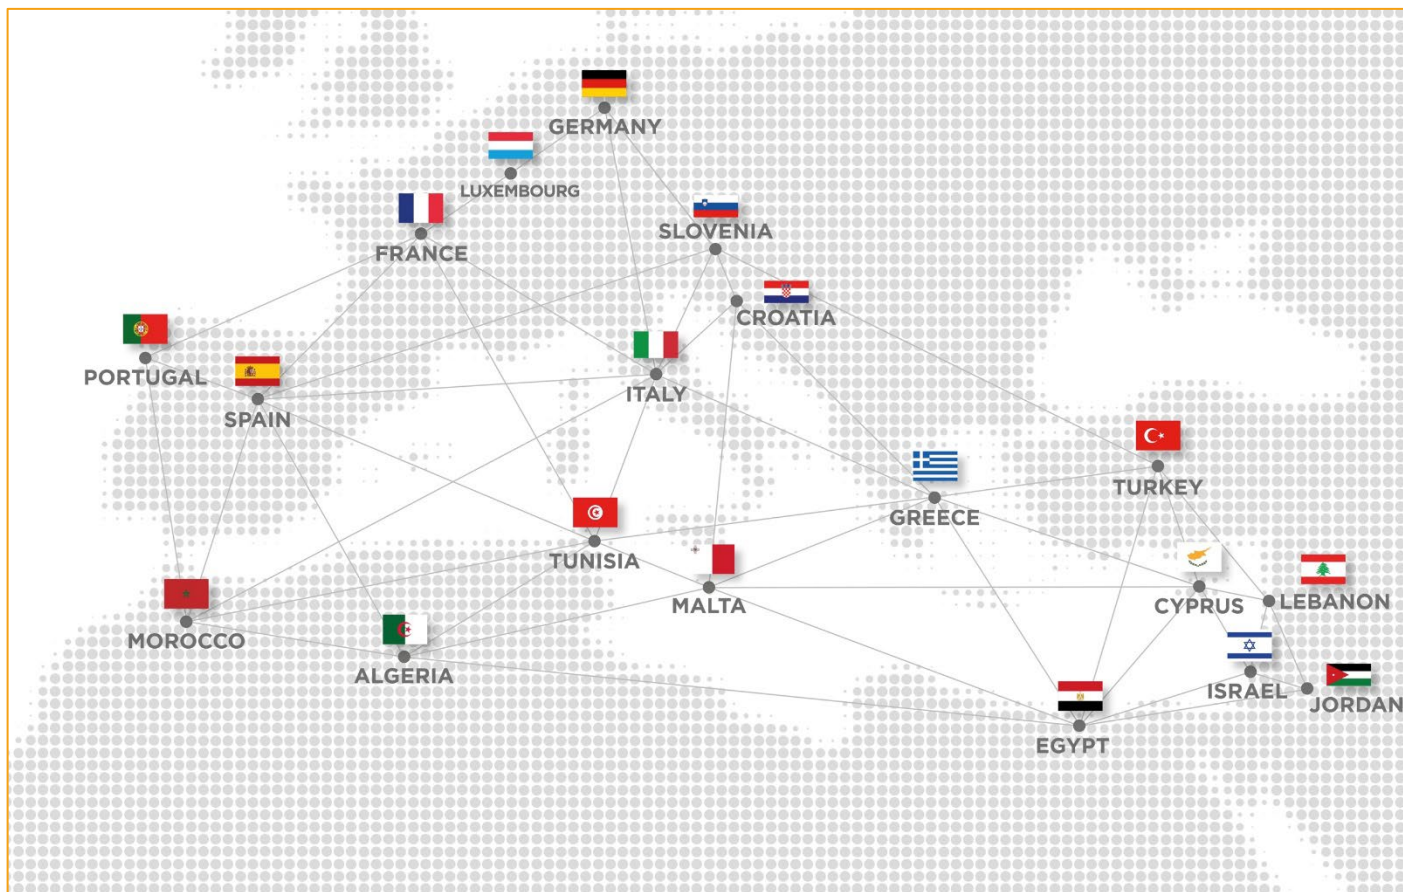 GERMANY
LUXEMBOURG
SLOVENIA
FRANCE
CROATIA
PORTUGAL
ITALY
SPAIN
TURKEY
GREECE
TUNISIA
MALTA
CYPRUS
LEBANON
MOROCCO
ALGERIA
ISRAEL
JORDAN
EGYPT